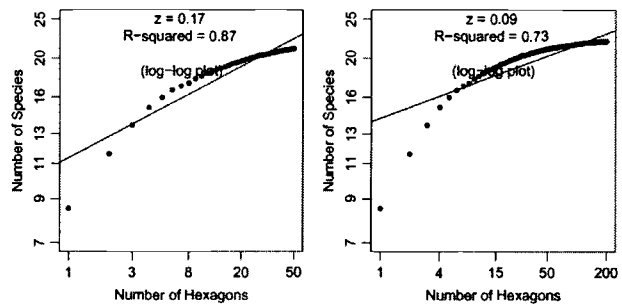 z = 0.17
R-squared = 0.87
(log-log plot)
Number of Species
25
20
16
13
11
9
7
1
3
8
20
50
Number of Hexagons
z = 0.09
R-squared = 0.73
(log-log plot)
Number of Species
25
20
16
13
11
9
7
1
4
15
50
200
Number of Hexagons